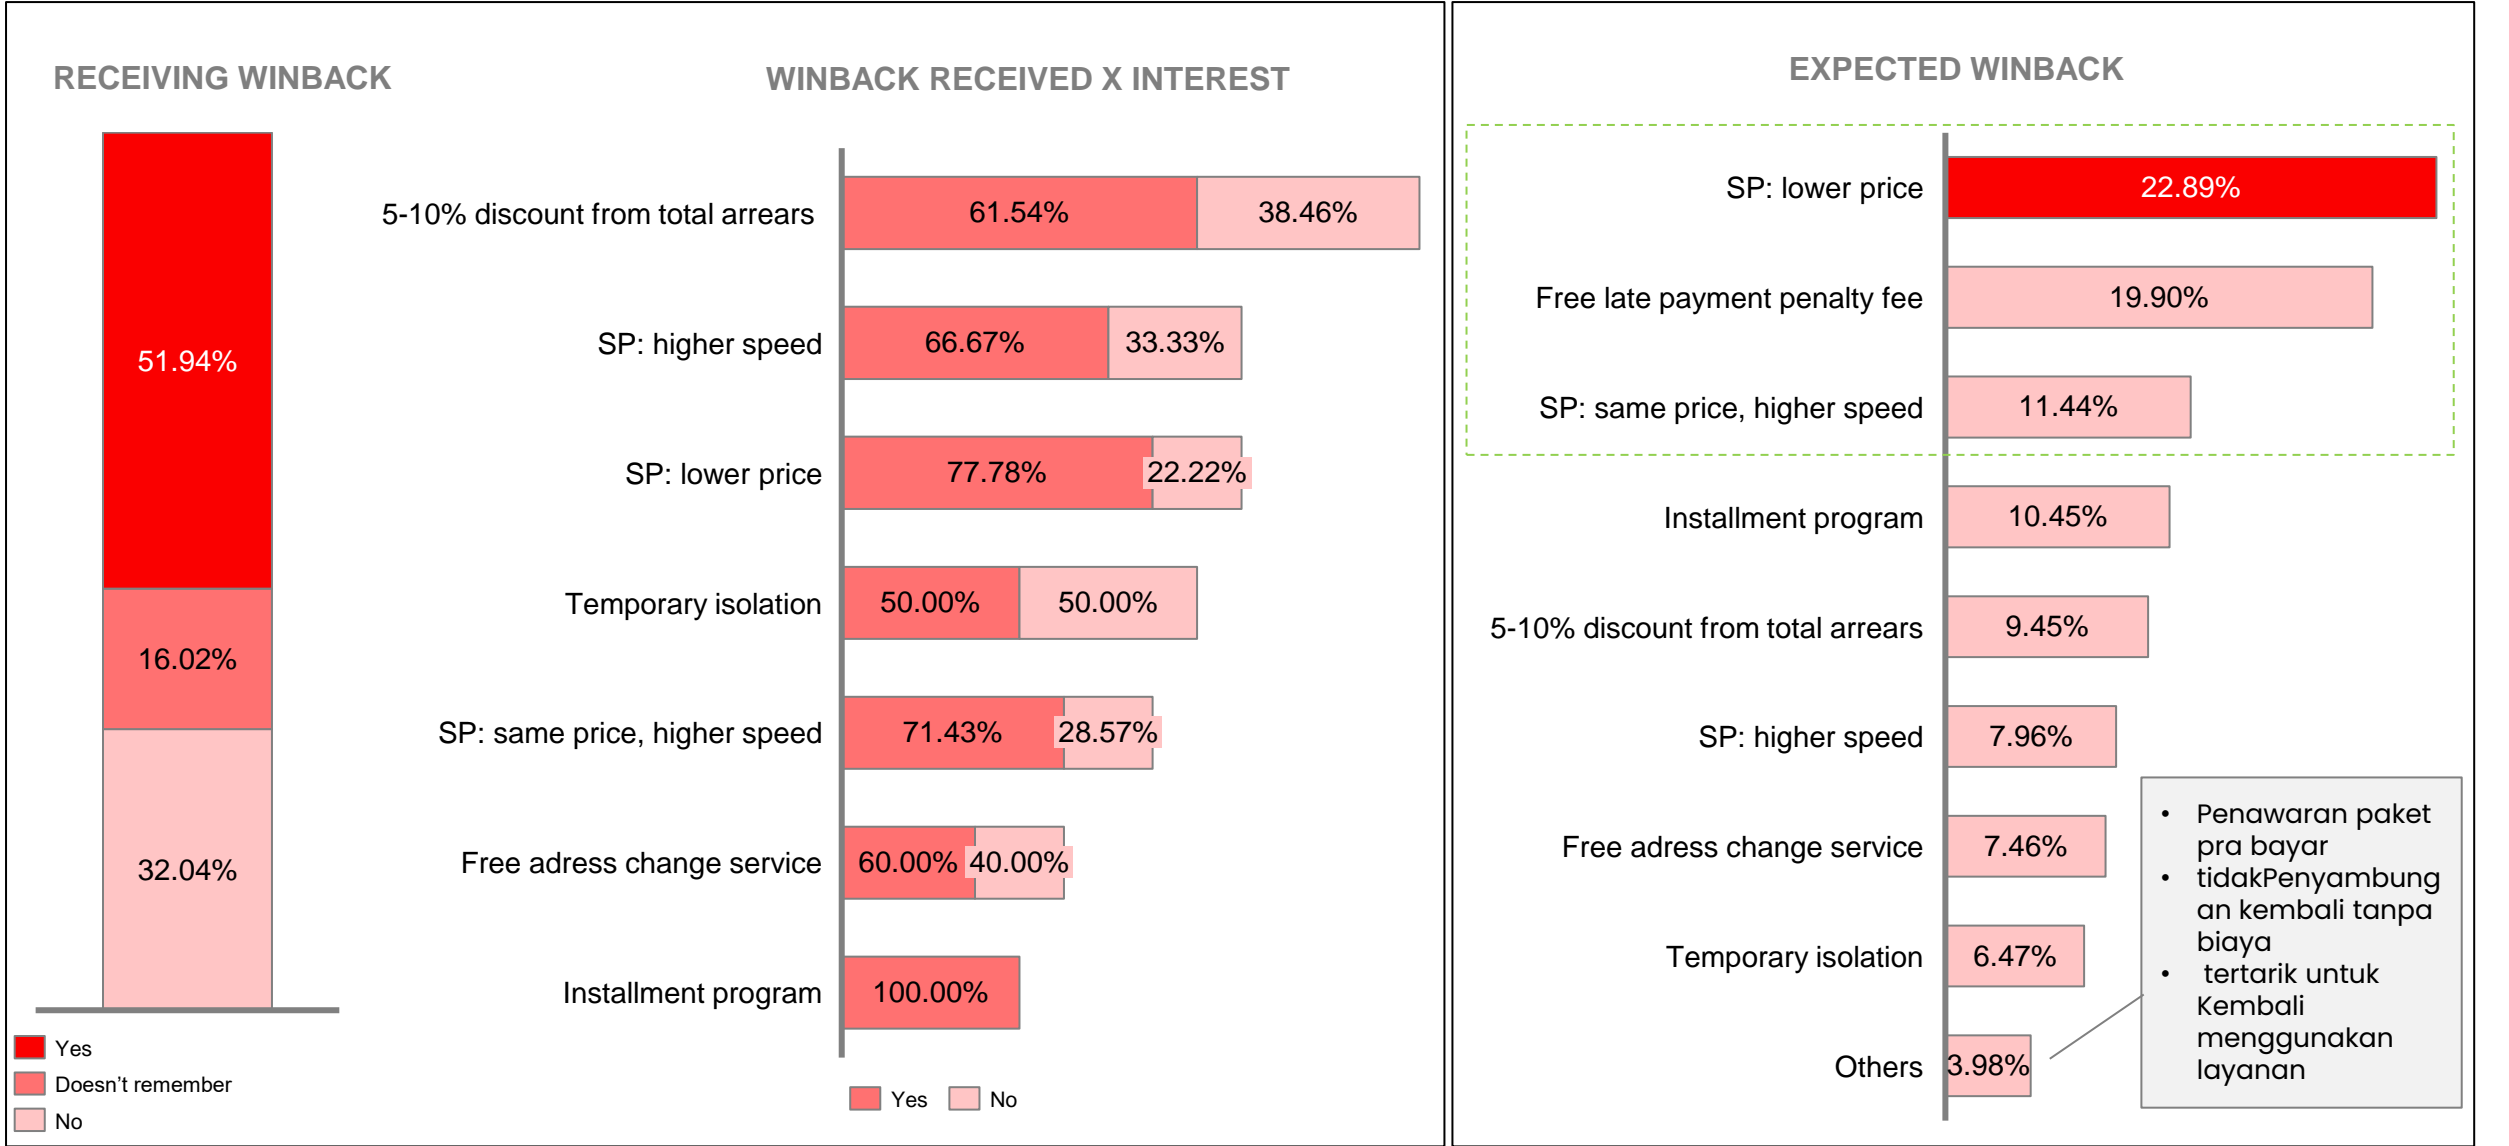 RECEIVING WINBACK
51.94%
16.02%
32.04%
Yes
Doesn't remember
No
WINBACK RECEIVED X INTEREST
5-10% discount from total arrears
61.54%
38.46%
SP: higher speed
66.67%
33.33%
SP: lower price
77.78%
22.22%
Temporary isolation
50.00%
50.00%
SP: same price, higher speed
71.43%
28.57%
Free adress change service
60.00%
40.00%
Installment program
100.00%
Yes
No
EXPECTED WINBACK
SP: lower price
22.89%
Free late payment penalty fee
19.90%
SP: same price, higher speed
11.44%
Installment program
10.45%
5-10% discount from total arrears
9.45%
SP: higher speed
7.96%
Free adress change service
7.46%
Temporary isolation
6.47%
Others
3.98%
• Penawaran paket
pra bayar
• tidakPenyambung
an kembali tanpa
biaya
• tertarik untuk
Kembali
menggunakan
layanan